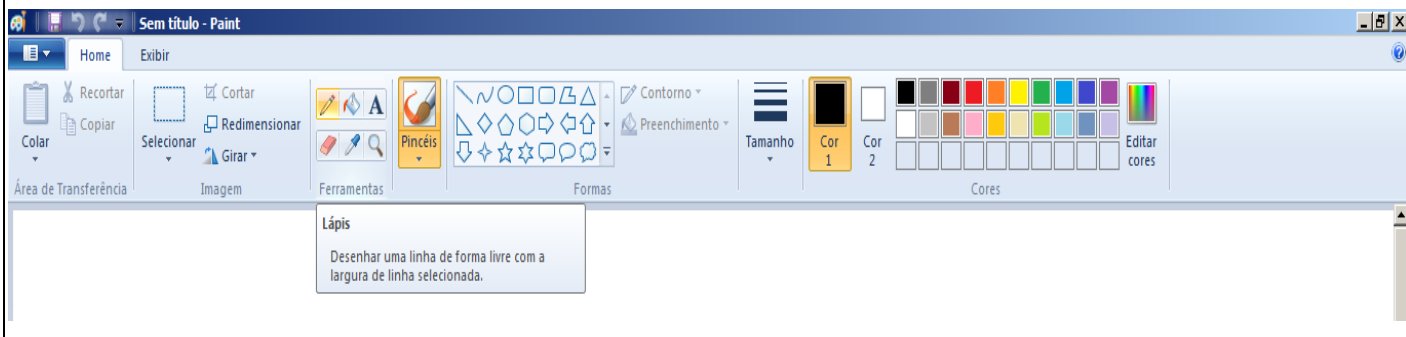 Sem título - Paint
Home Exibir
Colar
Recortar
Copiar
Área de Transferência
Selecionar
Cortar
Redimensionar
Girar
Imagem
A
Ferramentas
Pincéis
Contorno
Preenchimento
Formas
Tamanho
Cor
1
Cor
2
Editar
cores
Cores
Lápis
Desenhar uma linha de forma livre com a
largura de linha selecionada.